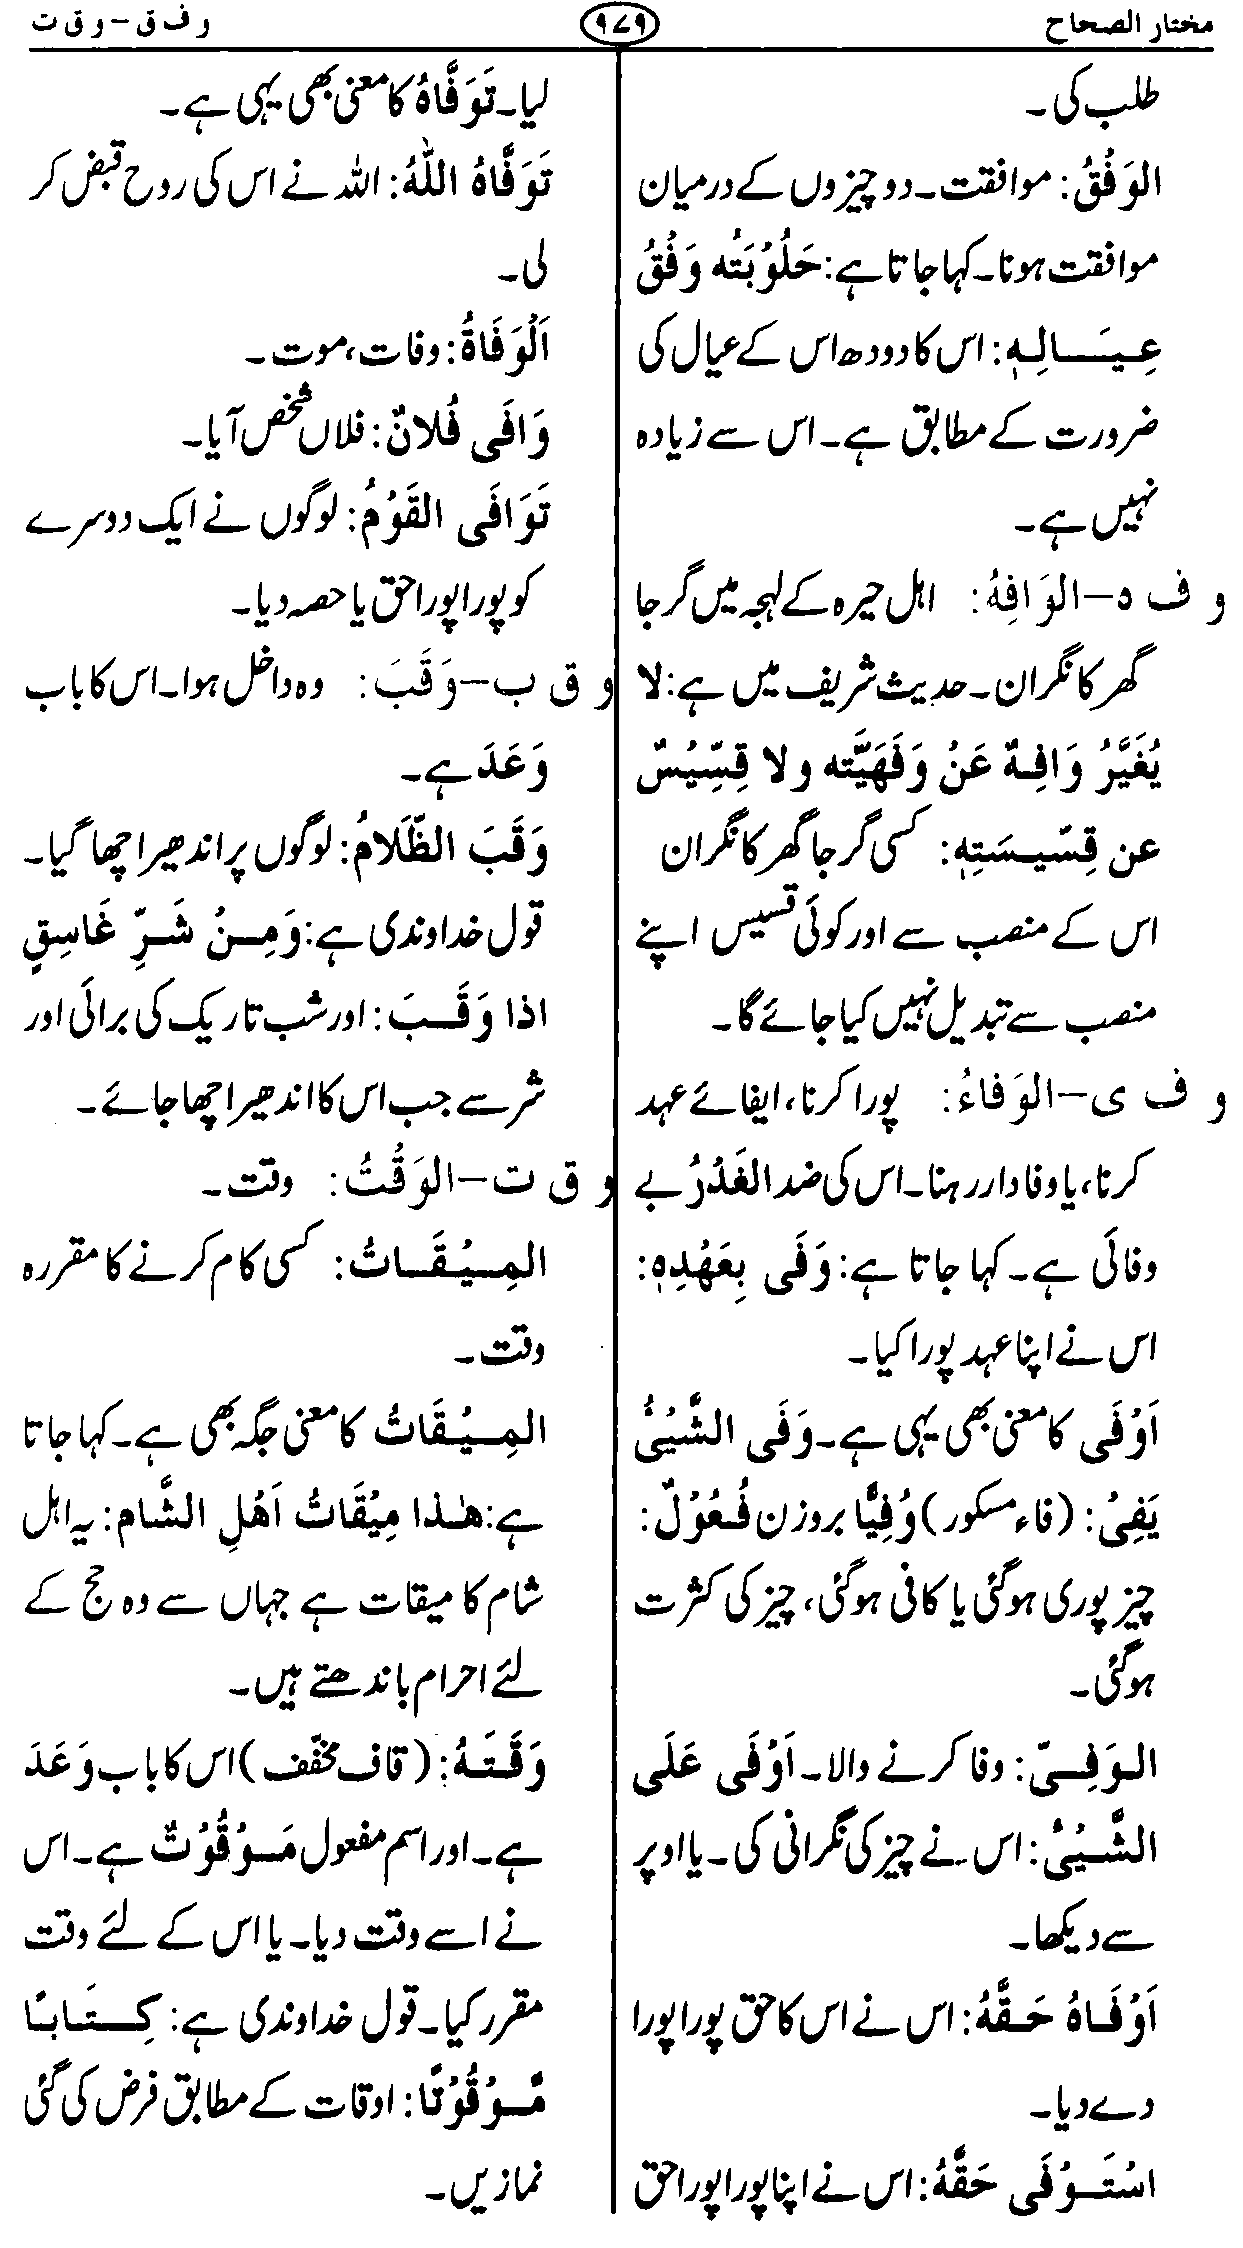 مختار الصحاح
۹۷۹
و ف ق – و ق ت
طلب کی۔
الوَفْقُ: موافقت۔ دو چیزوں کے درمیان
موافقت ہونا۔ کہا جاتا ہے: حَلُوْبَتُه وَفْقُ
عِیَالِهٖ: اس کا دودھ اس کے عیال کی
ضرورت کے مطابق ہے۔ اس سے زیادہ
نہیں ہے۔
و ف ہ – الوَافِهُ: اہل حیرہ کے لہجہ میں گرجا
گھر کا نگران۔ حدیث شریف میں ہے: لا
یُغَیَّرُ وَافِهٌ عَنْ وَفَهِیَّتِه ولا قِسِّیْسٌ
عن قِسِّیسَتِهٖ: کسی گرجا گھر کا نگران
اس کے منصب سے اور کوئی قسیس اپنے
منصب سے تبدیل نہیں کیا جائے گا۔
و ف ی – الوَفاءُ: پورا کرنا، ایفائے عہد
کرنا، یا وفادار رہنا۔ اس کی ضد الغَدْرُ بے
وفائی ہے۔ کہا جاتا ہے: وَفَی بِعَهْدِهٖ:
اس نے اپنا عہد پورا کیا۔
اَوْفَی کا معنی بھی یہی ہے۔ وَفَی الشَّیْئُ
یَفِیْ: (فاء مسکور) وُفِیًّا بروزن فُعُوْلٌ:
چیز پوری ہو گئی یا کافی ہو گئی، چیز کی کثرت
ہو گئی۔
الوَفِیّ: وفا کرنے والا۔ اَوْفَی عَلَی
الشَّیْئْ: اس نے چیز کی نگرانی کی۔ یا اوپر
سے دیکھا۔
اَوْفَاهُ حَقَّهُ: اس نے اس کا حق پورا پورا
دے دیا۔
اسْتَوْفَی حَقَّهُ: اس نے اپنا پورا پورا حق
لیا۔ تَوَفَّاهُ کا معنی بھی یہی ہے۔
تَوَفَّاهُ اللّٰهُ: اللہ نے اس کی روح قبض کر
لی۔
اَلْوَفَاةُ: وفات، موت۔
وَافَی فُلانٌ: فلاں شخص آیا۔
تَوَافَی القَوْمُ: لوگوں نے ایک دوسرے
کو پورا پورا حق یا حصہ دیا۔
و ق ب – وَقَبَ: وہ داخل ہوا۔ اس کا باب
وَعَدَ ہے۔
وَقَبَ الظّلَامُ: لوگوں پر اندھیرا چھا گیا۔
قول خداوندی ہے: وَمِنْ شَرِّ غَاسِقٍ
اذا وَقَبَ: اور شب تاریک کی برائی اور
شر سے جب اس کا اندھیرا چھا جائے۔
و ق ت – الوَقْتُ: وقت۔
المِیْقَاتُ: کسی کام کرنے کا مقررہ
وقت۔
المِیْقَاتُ کا معنی جگہ بھی ہے۔ کہا جاتا
ہے: هٰذا مِیْقَاتُ اَهْلِ الشَّام: یہ اہل
شام کا میقات ہے جہاں سے وہ حج کے
لئے احرام باندھتے ہیں۔
وَقَتَهُ: (قاف مخفّف) اس کا باب وَعَدَ
ہے۔ اور اسم مفعول مَوْقُوْتٌ ہے۔ اس
نے اسے وقت دیا۔ یا اس کے لئے وقت
مقرر کیا۔ قول خداوندی ہے: کِتَابًا
مَّوْقُوْتًا: اوقات کے مطابق فرض کی گئی
نمازیں۔